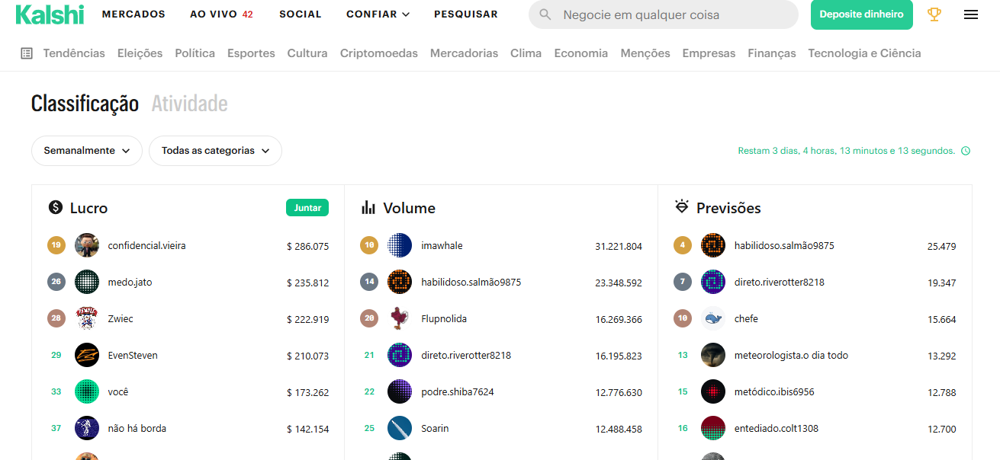 Kalshi MERCADOS AO VIVO 42 SOCIAL CONFIAR PESQUISAR Negocie em qualquer coisa Deposite dinheiro
Tendências Eleições Política Esportes Cultura Criptomoedas Mercadorias Clima Economia Menções Empresas Finanças Tecnologia e Ciência
Classificação Atividade
Semanalmente Todas as categorias Restam 3 dias, 4 horas, 13 minutos e 13 segundos.
Lucro Juntar
19 confidencial.vieira $ 286.075
26 medo.jato $ 235.812
28 Zwiec $ 222.919
29 EvenSteven $ 210.073
33 você $ 173.262
37 não há borda $ 142.154
Volume
10 imawhale 31.221.804
14 habilidoso.salmão9875 23.348.592
20 Flupnolida 16.269.366
21 direto.riverotter8218 16.195.823
22 podre.shiba7624 12.776.630
25 Soarin 12.488.458
Previsões
4 habilidoso.salmão9875 25.479
7 direto.riverotter8218 19.347
10 chefe 15.664
13 meteorologista.o dia todo 13.292
15 metódico.ibis6956 12.788
16 entediado.colt1308 12.700